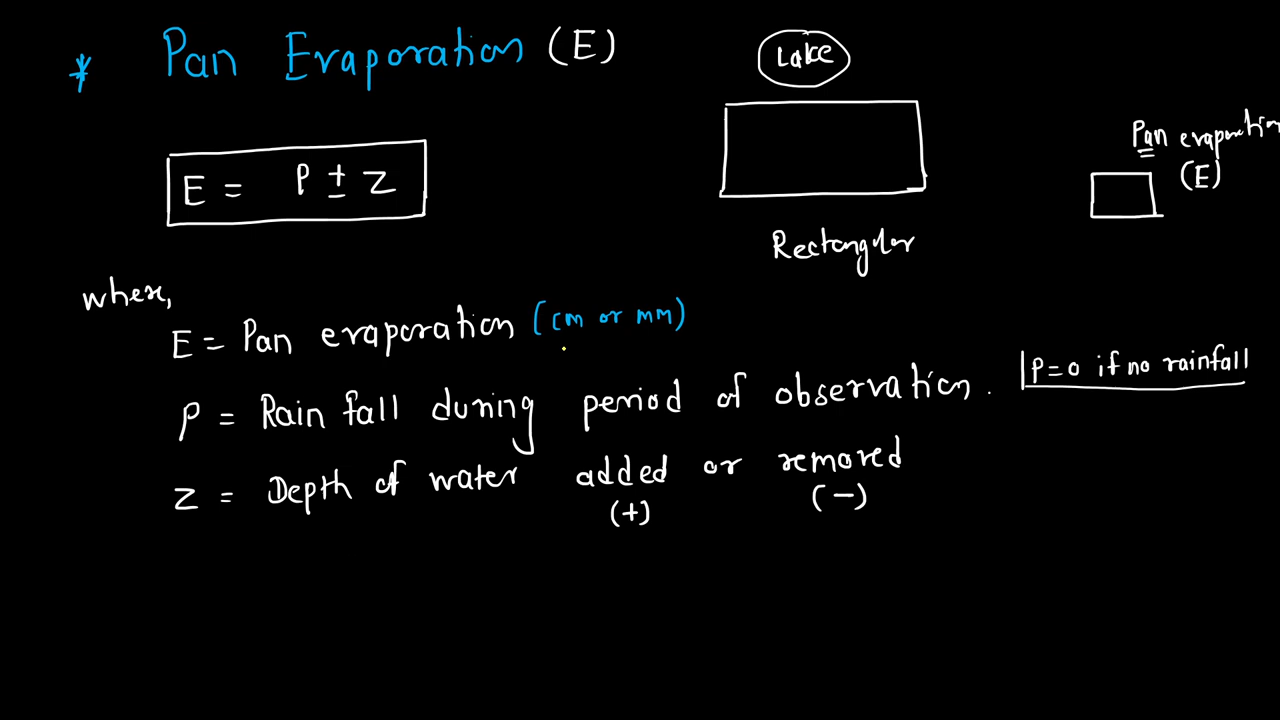 * Pan Evaporation (E)
Lake
Pan evaporation
(E)
E = P ± Z
Rectangular
where,
E = Pan evaporation (cm or mm)
P = Rain fall during period of observation.
P=0 if no rainfall
Z = Depth of water added or removed
(+) (−)